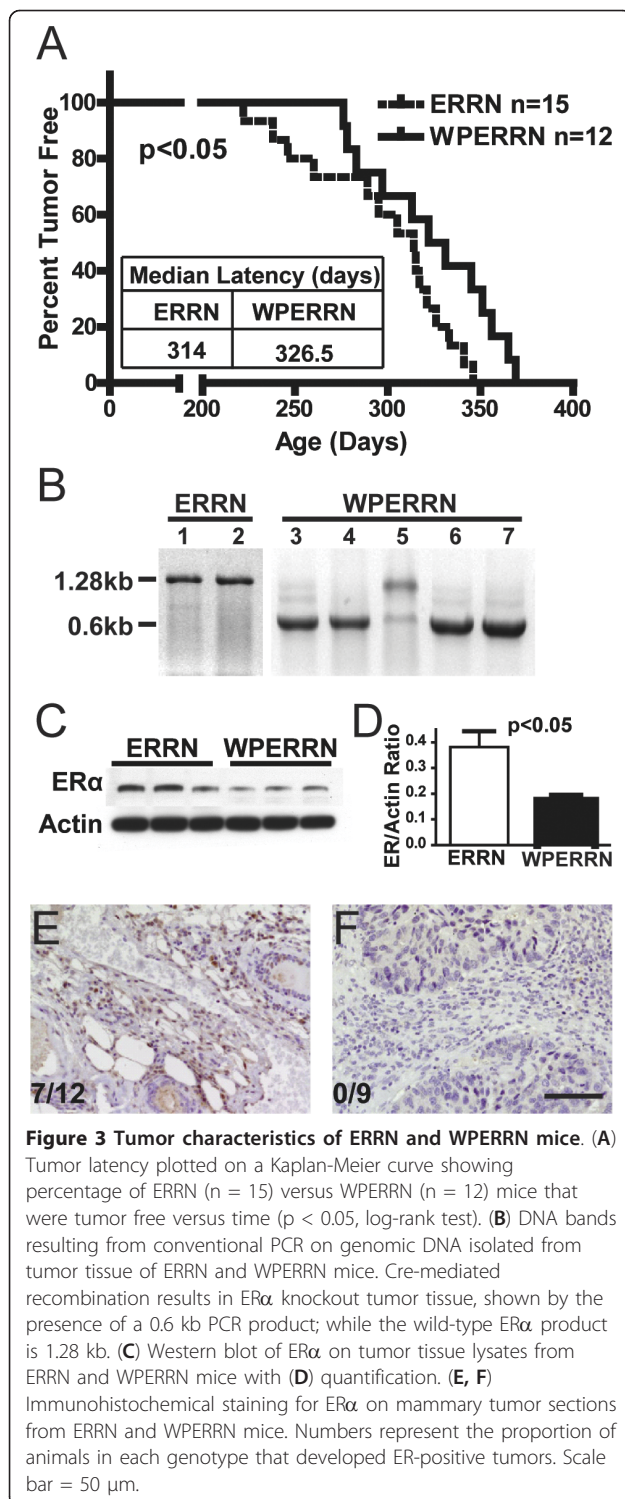 A
100
80
60
40
20
0
Percent Tumor Free
p<0.05
ERRN n=15
WPERRN n=12
Median Latency (days)
ERRN WPERRN
314 326.5
0 200 250 300 350 400
Age (Days)
B
ERRN WPERRN
1 2 3 4 5 6 7
1.28kb
0.6kb
C
ERRN WPERRN
ERα
Actin
D
p<0.05
0.4
0.3
0.2
0.1
0.0
ER/Actin Ratio
ERRN WPERRN
E
7/12
F
0/9
Figure 3 Tumor characteristics of ERRN and WPERRN mice. (A)
Tumor latency plotted on a Kaplan-Meier curve showing
percentage of ERRN (n = 15) versus WPERRN (n = 12) mice that
were tumor free versus time (p < 0.05, log-rank test). (B) DNA bands
resulting from conventional PCR on genomic DNA isolated from
tumor tissue of ERRN and WPERRN mice. Cre-mediated
recombination results in ERα knockout tumor tissue, shown by the
presence of a 0.6 kb PCR product; while the wild-type ERα product
is 1.28 kb. (C) Western blot of ERα on tumor tissue lysates from
ERRN and WPERRN mice with (D) quantification. (E, F)
Immunohistochemical staining for ERα on mammary tumor sections
from ERRN and WPERRN mice. Numbers represent the proportion of
animals in each genotype that developed ER-positive tumors. Scale
bar = 50 μm.